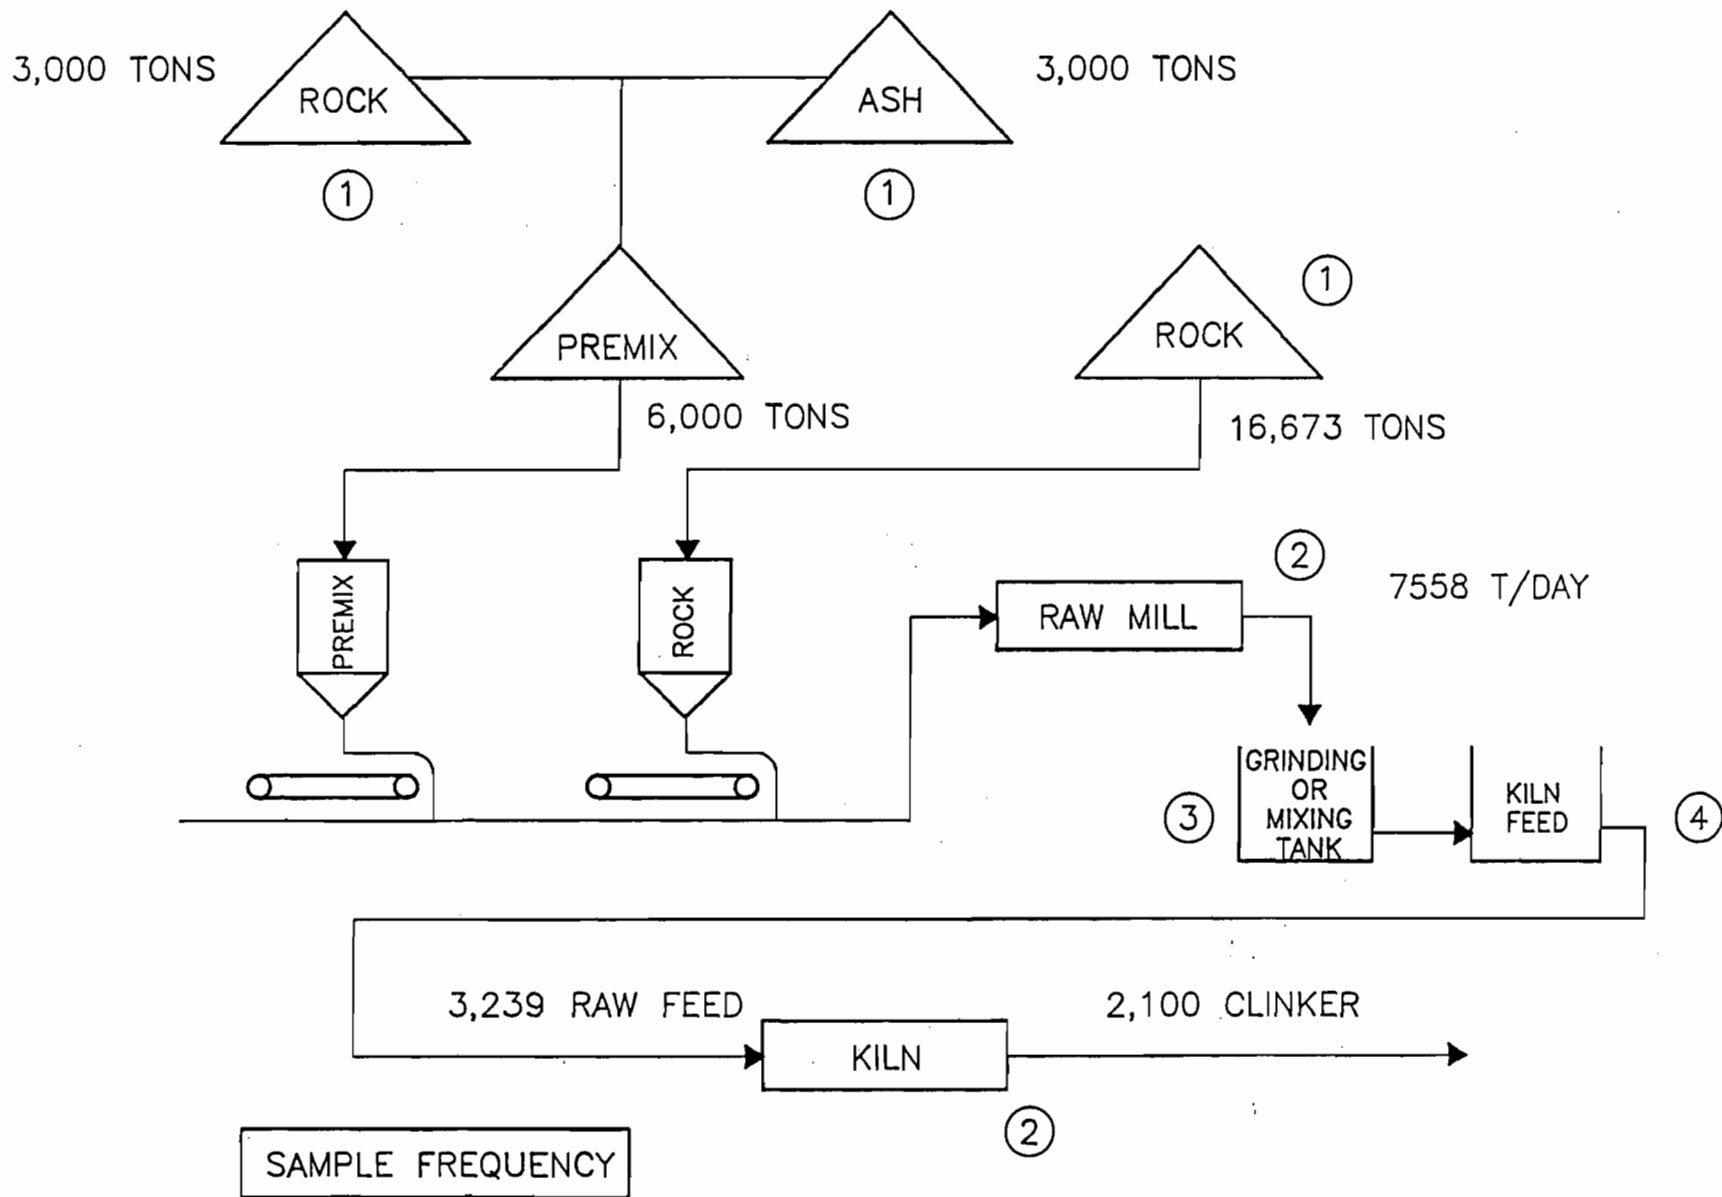 3,000 TONS
ROCK
ASH
3,000 TONS
1
1
1
PREMIX
ROCK
6,000 TONS
16,673 TONS
PREMIX
ROCK
RAW MILL
2
7558 T/DAY
3
GRINDING
OR
MIXING
TANK
KILN
FEED
4
3,239 RAW FEED
2,100 CLINKER
KILN
2
SAMPLE FREQUENCY